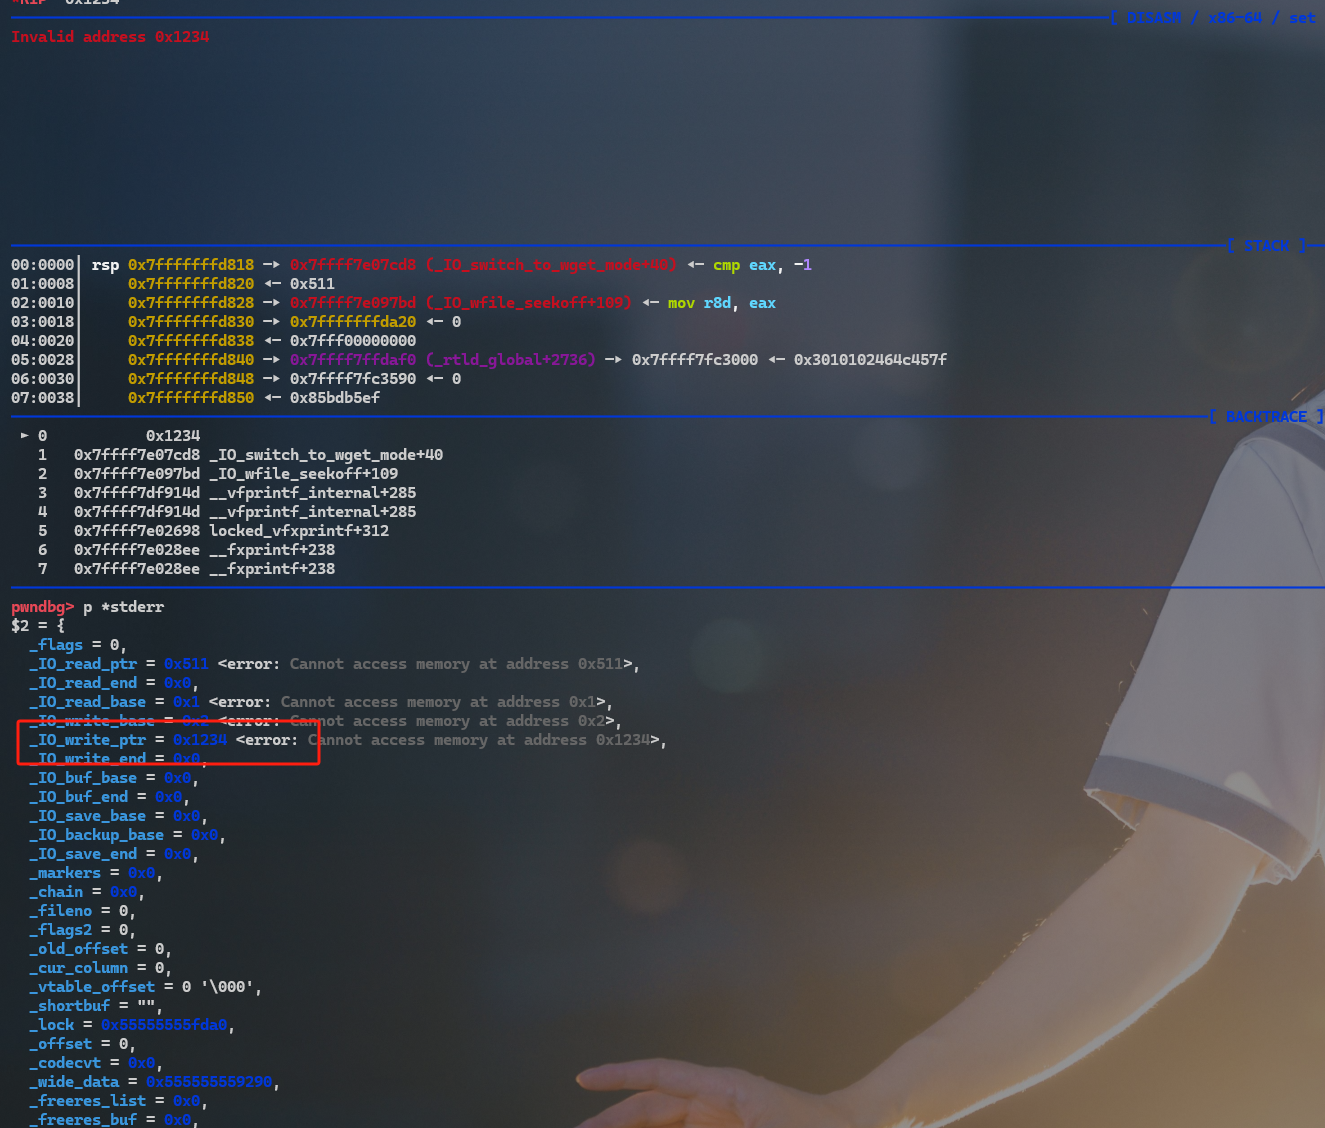 *RIP  0x1234
[ DISASM / x86-64 / set
Invalid address 0x1234
[ STACK ]
00:0000│ rsp 0x7fffffffd818 —▸ 0x7ffff7e07cd8 (_IO_switch_to_wget_mode+40) ◂— cmp eax, -1
01:0008│     0x7fffffffd820 ◂— 0x511
02:0010│     0x7fffffffd828 —▸ 0x7ffff7e097bd (_IO_wfile_seekoff+109) ◂— mov r8d, eax
03:0018│     0x7fffffffd830 —▸ 0x7fffffffda20 ◂— 0
04:0020│     0x7fffffffd838 ◂— 0x7fff00000000
05:0028│     0x7fffffffd840 —▸ 0x7ffff7ffdaf0 (_rtld_global+2736) —▸ 0x7ffff7fc3000 ◂— 0x3010102464c457f
06:0030│     0x7fffffffd848 —▸ 0x7ffff7fc3590 ◂— 0
07:0038│     0x7fffffffd850 ◂— 0x85bdb5ef
[ BACKTRACE ]
► 0           0x1234
1   0x7ffff7e07cd8 _IO_switch_to_wget_mode+40
2   0x7ffff7e097bd _IO_wfile_seekoff+109
3   0x7ffff7df914d __vfprintf_internal+285
4   0x7ffff7df914d __vfprintf_internal+285
5   0x7ffff7e02698 locked_vfxprintf+312
6   0x7ffff7e028ee __fxprintf+238
7   0x7ffff7e028ee __fxprintf+238
pwndbg> p *stderr
$2 = {
_flags = 0,
_IO_read_ptr = 0x511 <error: Cannot access memory at address 0x511>,
_IO_read_end = 0x0,
_IO_read_base = 0x1 <error: Cannot access memory at address 0x1>,
_IO_write_base = 0x2 <error: Cannot access memory at address 0x2>,
_IO_write_ptr = 0x1234 <error: Cannot access memory at address 0x1234>,
_IO_write_end = 0x0,
_IO_buf_base = 0x0,
_IO_buf_end = 0x0,
_IO_save_base = 0x0,
_IO_backup_base = 0x0,
_IO_save_end = 0x0,
_markers = 0x0,
_chain = 0x0,
_fileno = 0,
_flags2 = 0,
_old_offset = 0,
_cur_column = 0,
_vtable_offset = 0 '\000',
_shortbuf = "",
_lock = 0x55555555fda0,
_offset = 0,
_codecvt = 0x0,
_wide_data = 0x555555559290,
_freeres_list = 0x0,
_freeres_buf = 0x0,